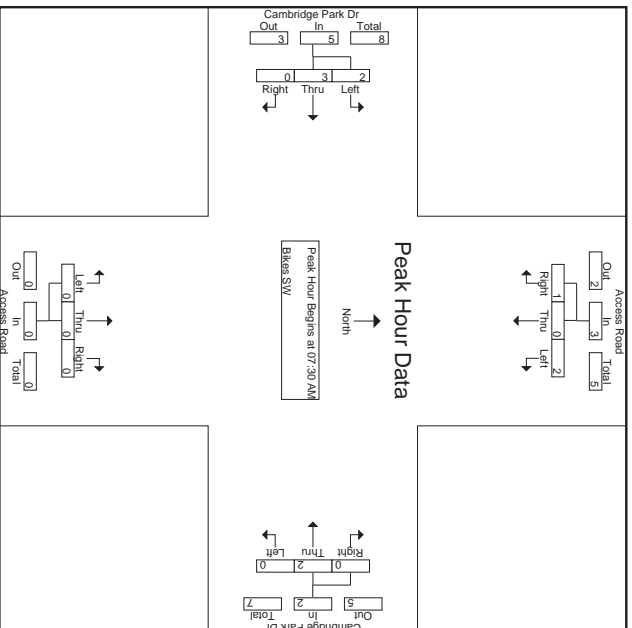 Cambridge Park Dr
Out In Total
3 5 8
0 3 2
Right Thru Left
Peak Hour Data
North
Peak Hour Begins at 07:30 AM
Bikes SW
Access Road
Out In Total
2 3 5
1 0 2
Right Thru Left
Left Thru Right
0 0 0
Out In Total
0 0 0
Access Road
Left Thru Right
0 2 0
7 2 5
Total In Out
Cambridge Park Dr